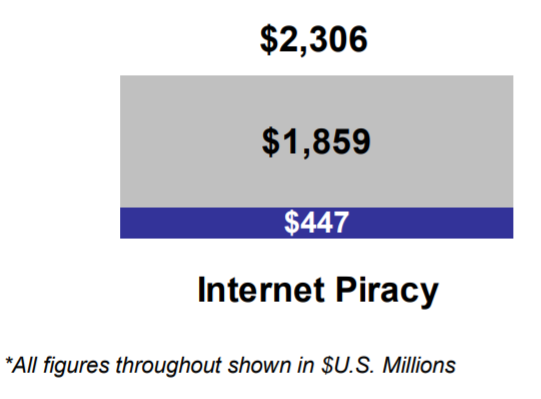 $2,306
$1,859
$447
Internet Piracy
*All figures throughout shown in $U.S. Millions